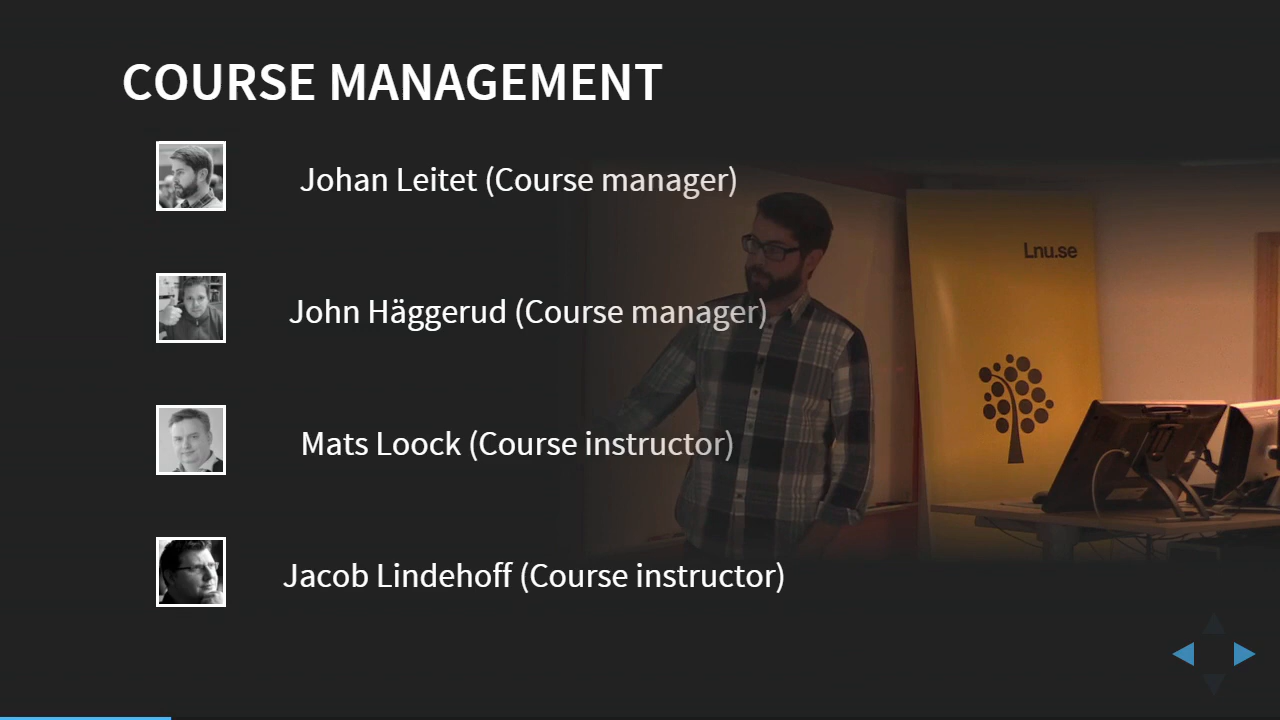 COURSE MANAGEMENT
Johan Leitet (Course manager)
Lnu.se
John Häggerud (Course manager)
Mats Loock (Course instructor)
Jacob Lindehoff (Course instructor)